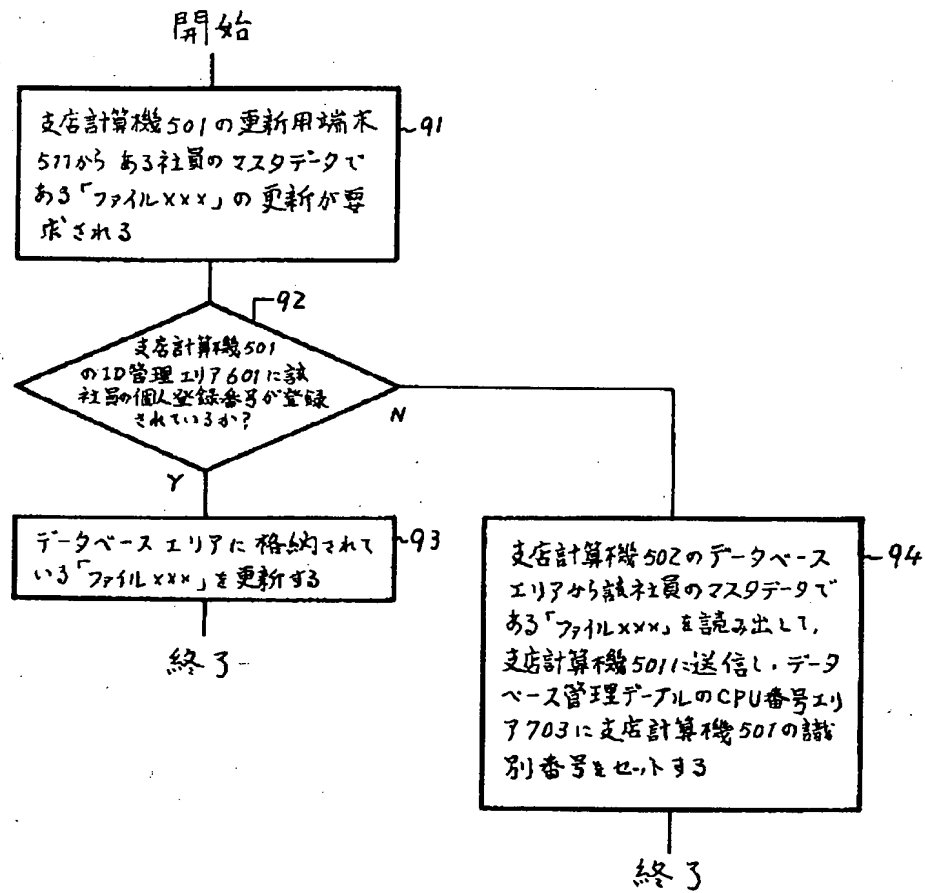 開始
支店計算機501の更新用端末
511からある社員のマスタデータで
ある「ファイル×××」の更新が要
求される
~91
92
支店計算機501
のID管理エリア601に該
社員の個人登録番号が登録
されているか?
N
Y
データベースエリアに格納されて
いる「ファイル×××」を更新する
~93
終了
支店計算機502のデータベース
エリアから該社員のマスタデータで
ある「ファイル×××」を読み出して,
支店計算機501に送信し,データ
ベース管理テーブルのCPU番号エリ
ア703に支店計算機501の識
別番号をセットする
~94
終了